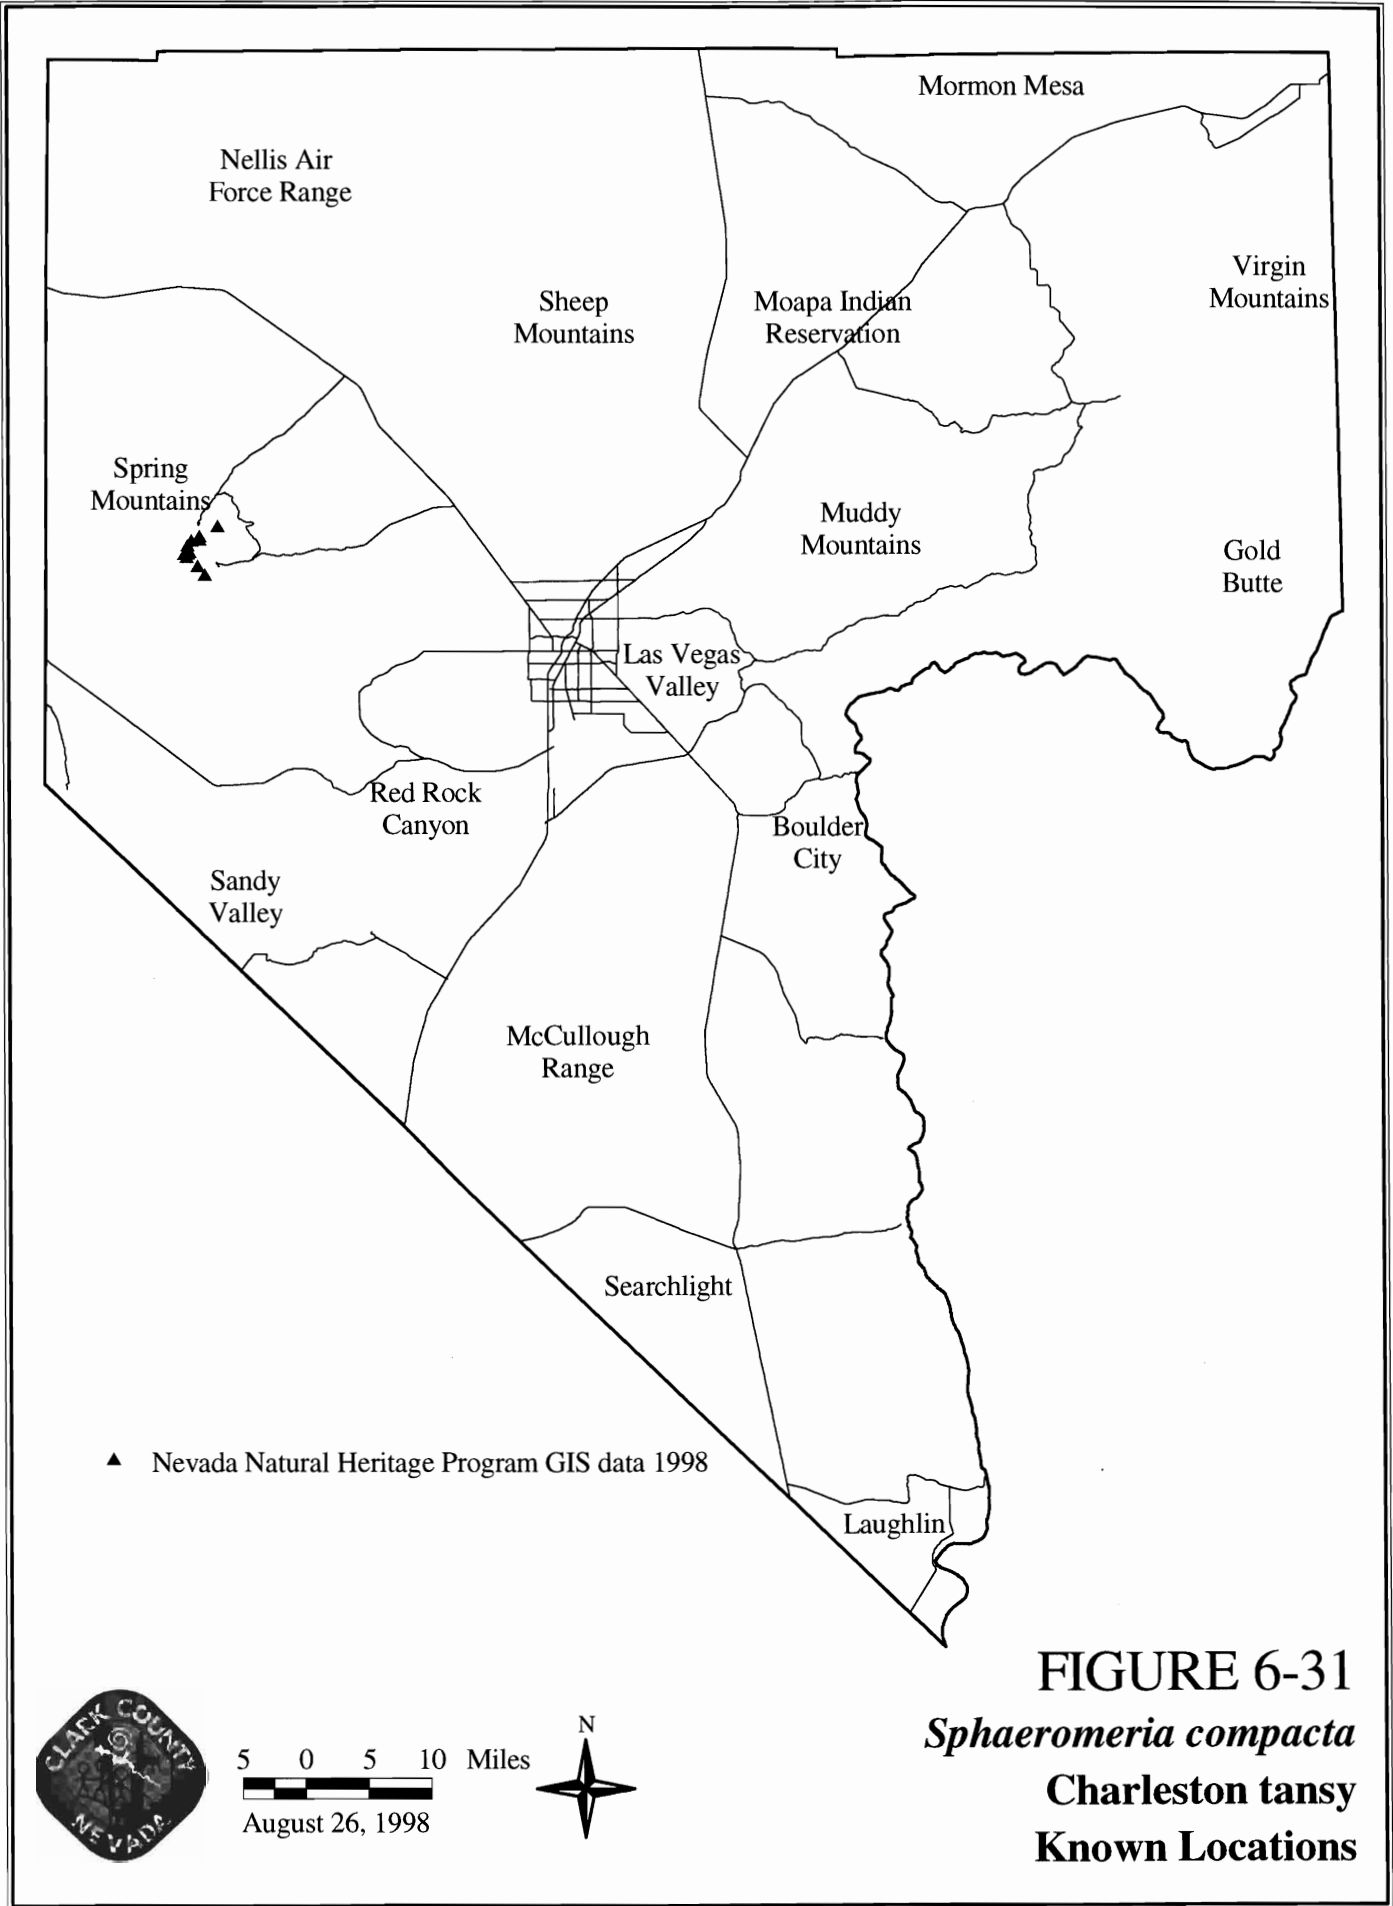 Mormon Mesa
Nellis Air
Force Range
Virgin
Mountains
Sheep
Mountains
Moapa Indian
Reservation
Spring
Mountains
Muddy
Mountains
Gold
Butte
Las Vegas
Valley
Red Rock
Canyon
Boulder
City
Sandy
Valley
McCullough
Range
Searchlight
Nevada Natural Heritage Program GIS data 1998
Laughlin
FIGURE 6-31
Sphaeromeria compacta
Charleston tansy
Known Locations
CLARK COUNTY
NEVADA
5 0 5 10 Miles
August 26, 1998
N